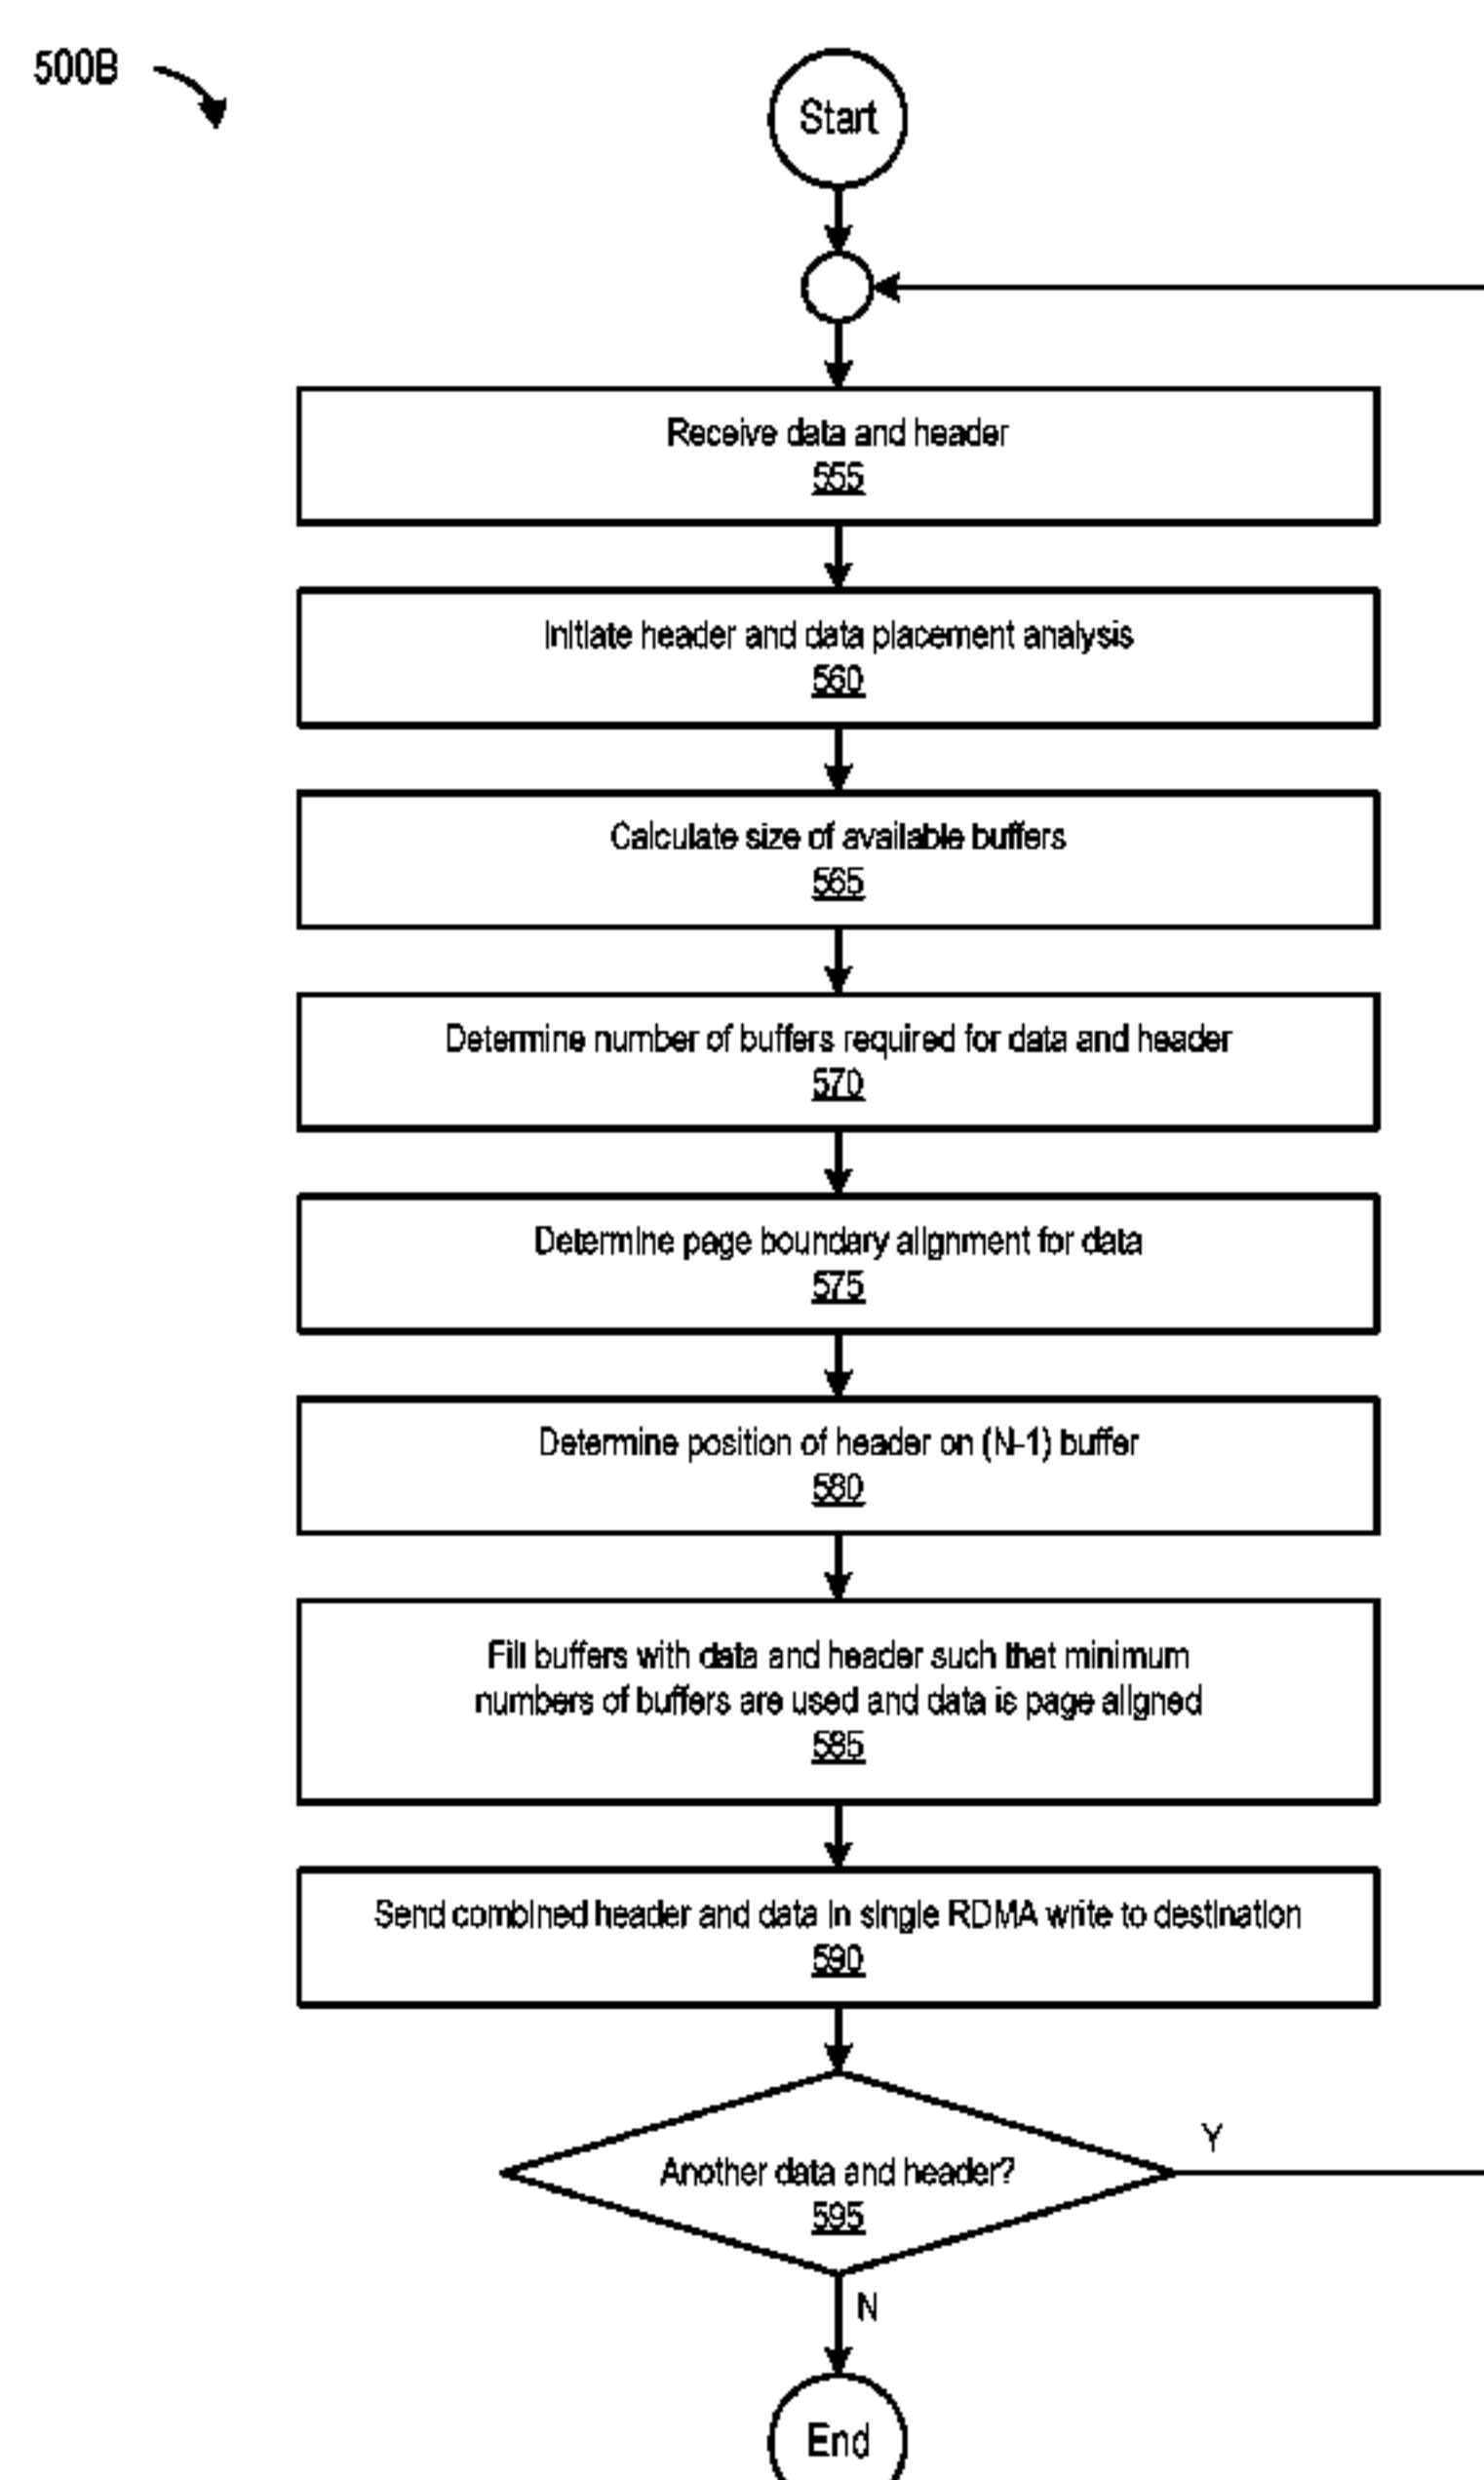 500B
Start
Receive data and header
555
Initiate header and data placement analysis
560
Calculate size of available buffers
565
Determine number of buffers required for data and header
570
Determine page boundary alignment for data
575
Determine position of header on (N-1) buffer
580
Fill buffers with data and header such that minimum
numbers of buffers are used and data is page aligned
585
Send combined header and data in single RDMA write to destination
590
Y
Another data and header?
595
N
End